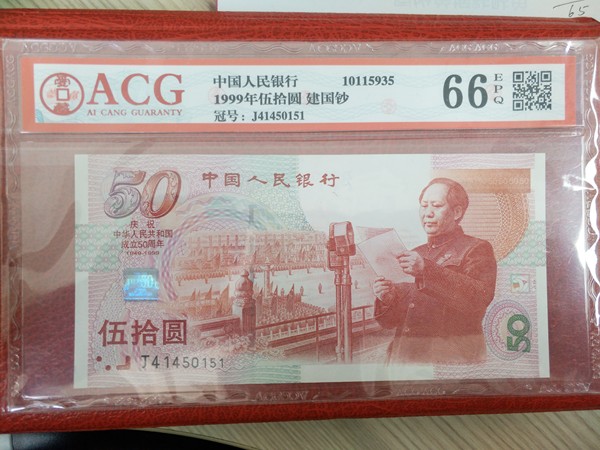 65
ACG
AI CANG GUARANTY
中国人民银行 10115935
1999年伍拾圆 建国钞
冠号: J41450151
66
EPQ
50
中国人民银行
庆祝
中华人民共和国
成立50周年
1949-1999
伍拾圆
J41450151
50